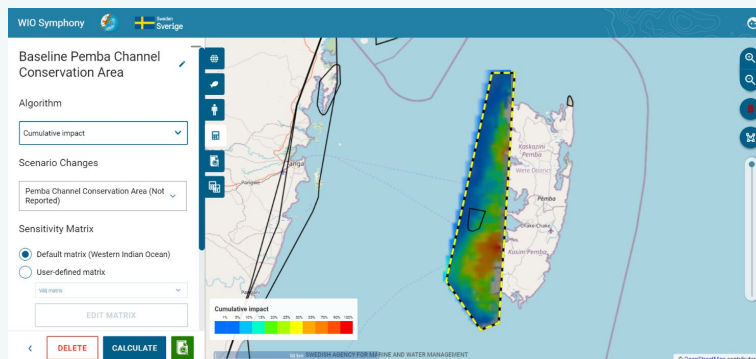 WIO Symphony
Sweden
Sverige
Baseline Pemba Channel
Conservation Area
Algorithm
Cumulative impact
Scenario Changes
Pemba Channel Conservation Area (Not
Reported)
Sensitivity Matrix
Default matrix (Western Indian Ocean)
User-defined matrix
Välj matris
EDIT MATRIX
DELETE
CALCULATE
Tanga
Kaskazini
Pemba
Wete District
Pemba
Chake Chake
Kusini Pemba
Cumulative impact
1% 5% 10% 15% 20% 25% 30% 35% 70% 90% 100%
SWEDISH AGENCY FOR MARINE AND WATER MANAGEMENT
© OpenStreetMap contributors